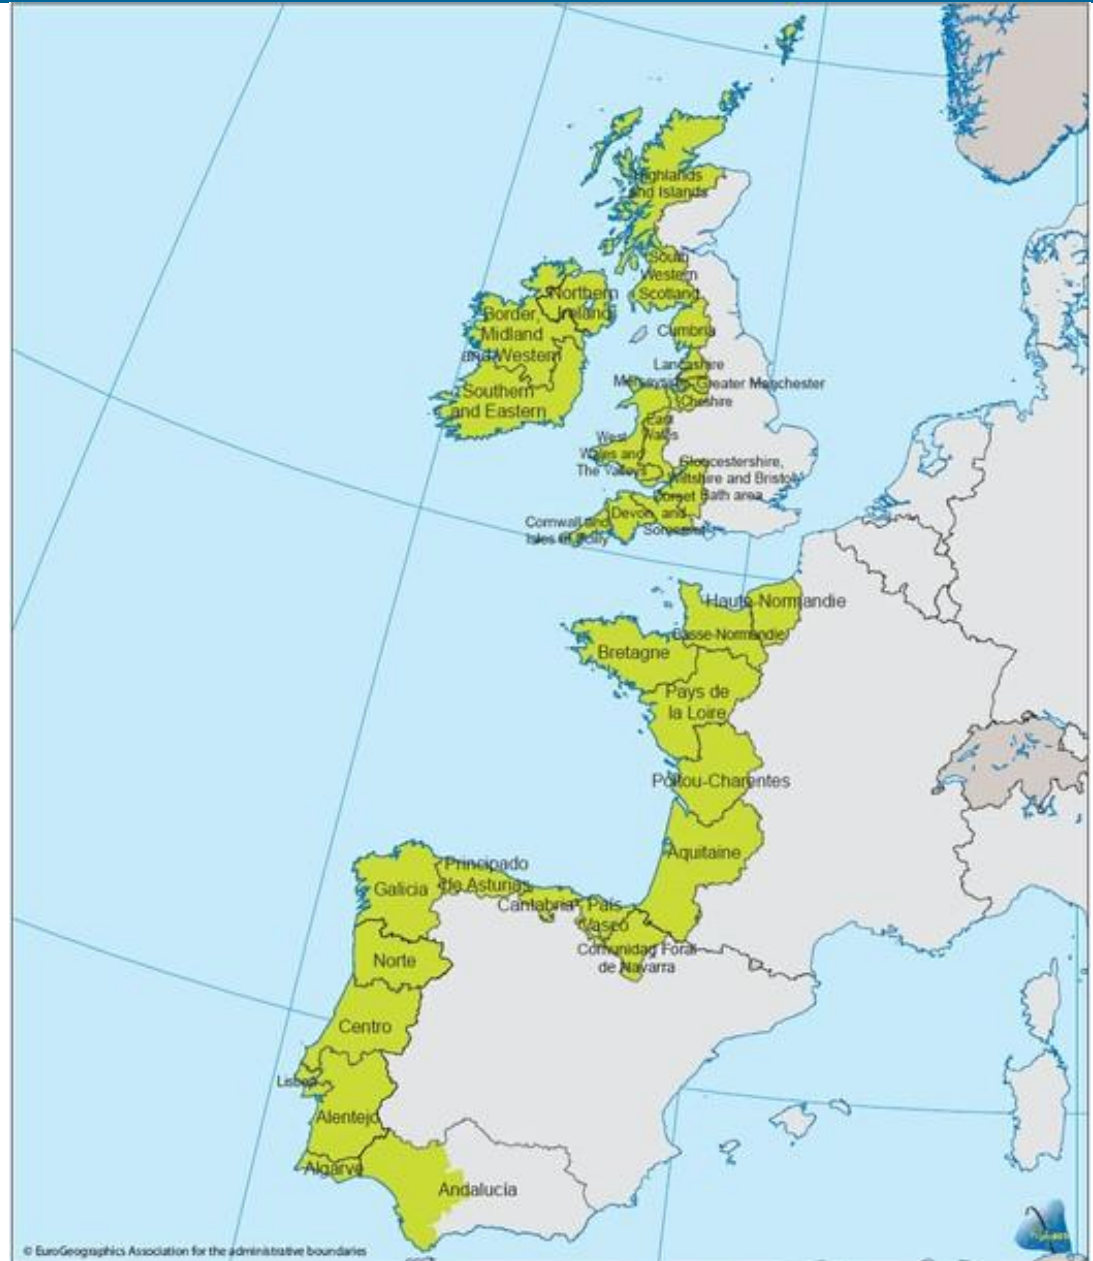 Highlands
and Islands
South
Western
Scotland
Northern
Ireland
Border,
Midland
and Western
Cumbria
Lancashire
Merseyside
Greater Manchester
Cheshire
Southern
and Eastern
East
Wales
West
Wales and
The Valleys
Gloucestershire,
Wiltshire and Bristol/
Bath area
Dorset
and
Somerset
Devon
Cornwall and
Isles of Scilly
Haute-Normandie
Basse-Normandie
Bretagne
Pays de
la Loire
Poitou-Charentes
Aquitaine
Principado
de Asturias
Galicia
Cantabria
País
Vasco
Comunidad Foral
de Navarra
Norte
Centro
Lisboa
Alentejo
Algarve
Andalucía
© EuroGeographics Association for the administrative boundaries